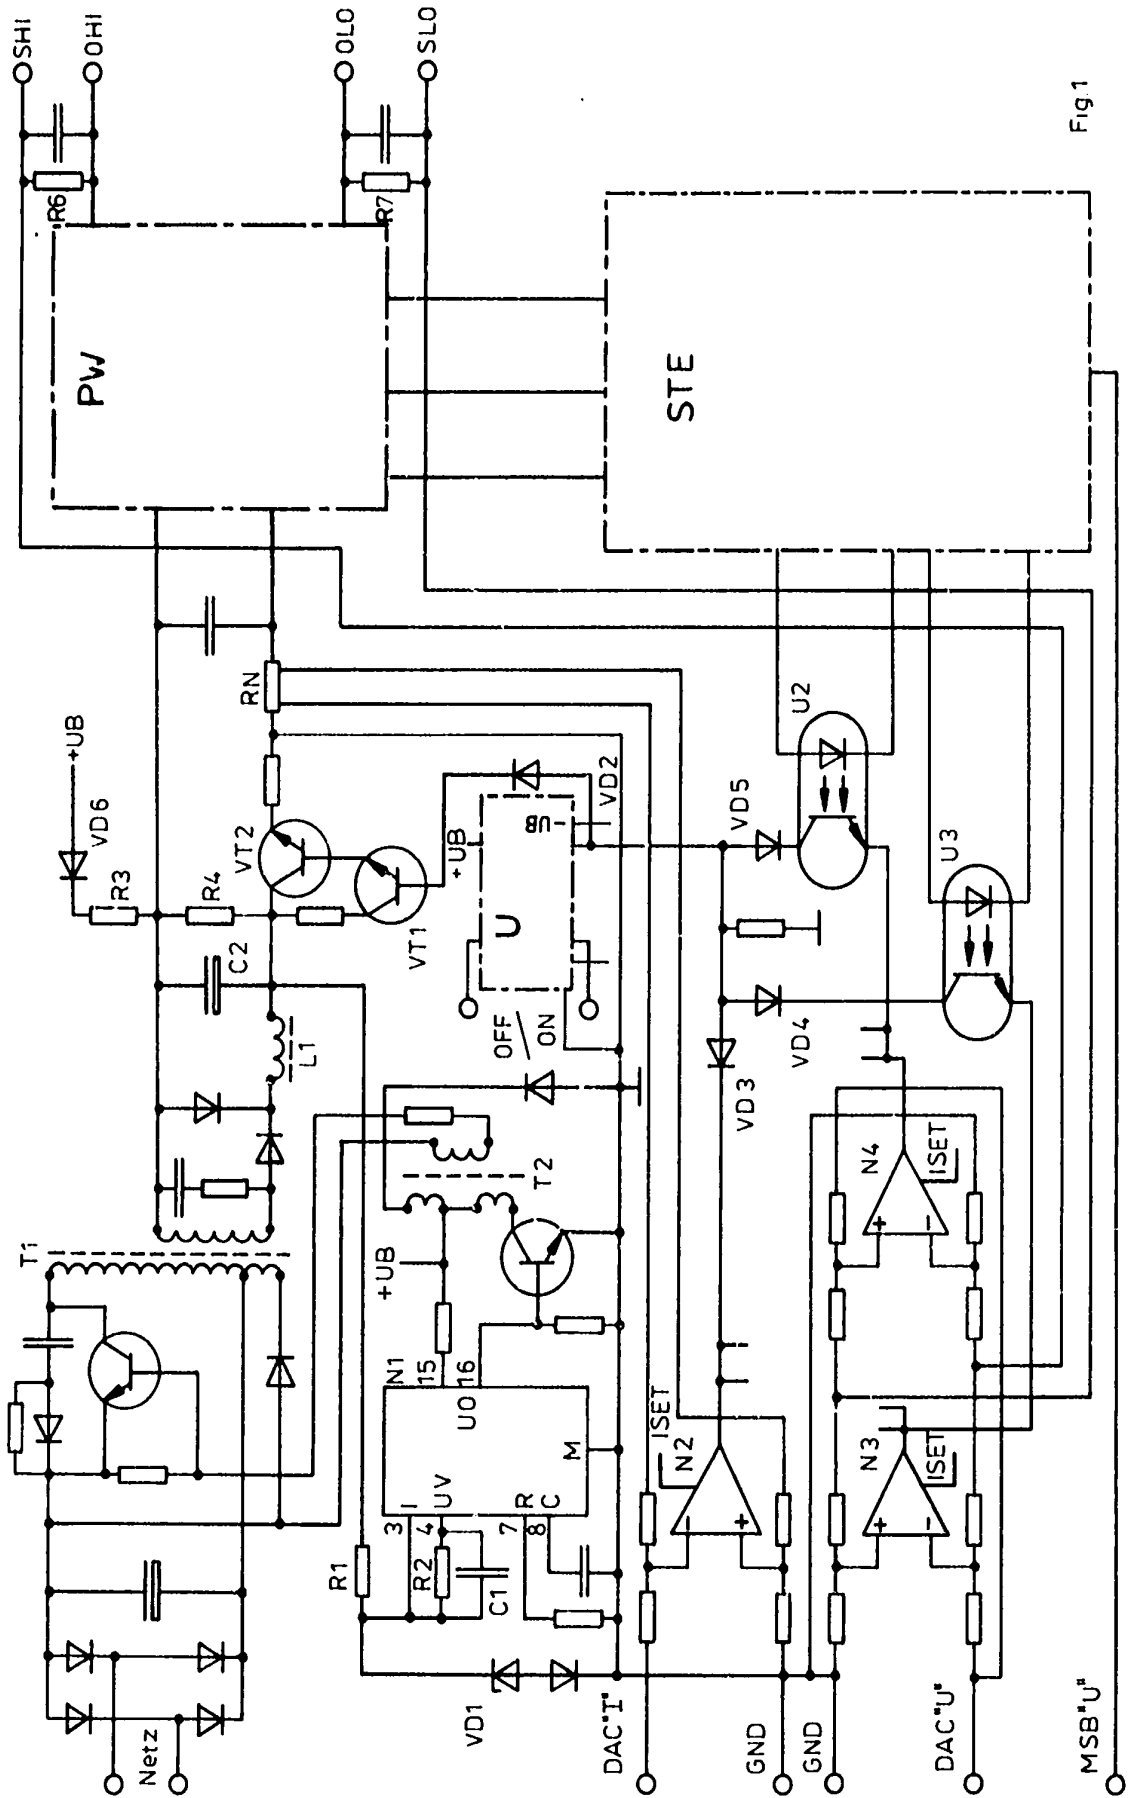 SHI
OHI
OLO
SLO
R6
R7
Fig.1
PW
STE
+UB
VD6
R3
R4
C2
VT2
RN
VT1
+UB
U
UB
VD2
L1
OFF
ON
T1
T2
+UB
N1
15
UO
16
I
3
UV
4
R
7
C
8
M
R1
R2
C1
VD1
Netz
VD5
U2
U3
VD4
VD3
ISET
N2
-
+
N4
ISET
+
-
N3
ISET
+
-
DAC"I"
GND
GND
DAC"U"
MSB"U"